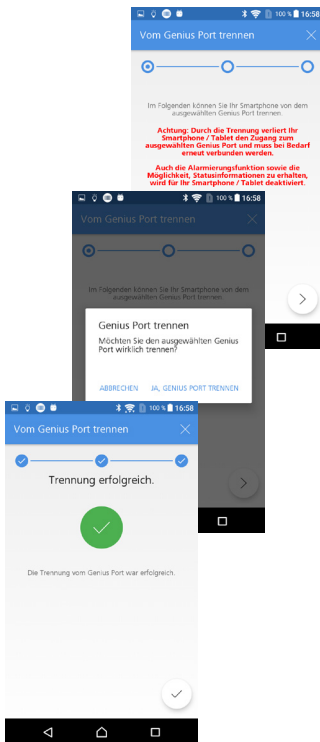 100 % 16:58
Vom Genius Port trennen
Im Folgenden können Sie Ihr Smartphone von dem
ausgewählten Genius Port trennen.
Achtung: Durch die Trennung verliert Ihr
Smartphone / Tablet den Zugang zum
ausgewählten Genius Port und muss bei Bedarf
erneut verbunden werden.
Auch die Alarmierungsfunktion sowie die
Möglichkeit, Statusinformationen zu erhalten,
wird für Ihr Smartphone / Tablet deaktiviert.
100 % 16:58
Vom Genius Port trennen
Im Folgenden können Sie Ihr Smartphone von dem
ausgewählten Genius Port trennen.
Genius Port trennen
Möchten Sie den ausgewählten Genius
Port wirklich trennen?
ABBRECHEN JA, GENIUS PORT TRENNEN
100 % 16:58
Vom Genius Port trennen
Trennung erfolgreich.
Die Trennung vom Genius Port war erfolgreich.